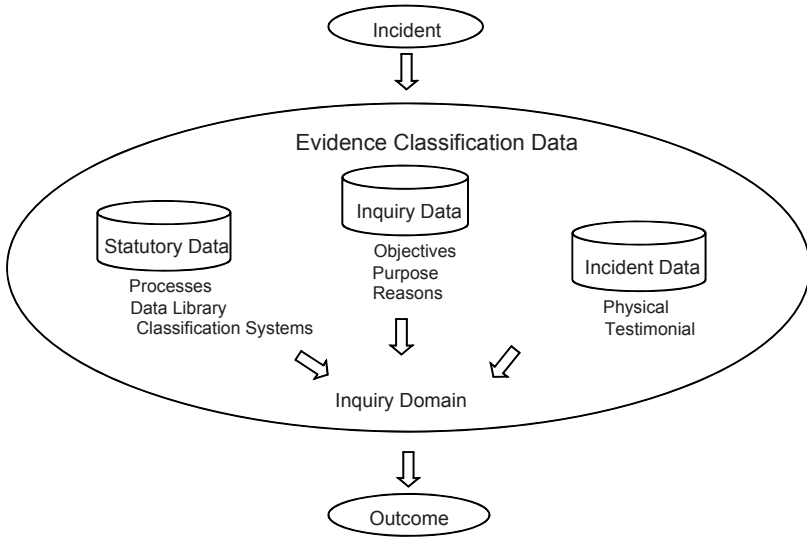 Incident
Evidence Classification Data
Statutory Data
Processes
Data Library
Classification Systems
Inquiry Data
Objectives
Purpose
Reasons
Incident Data
Physical
Testimonial
Inquiry Domain
Outcome